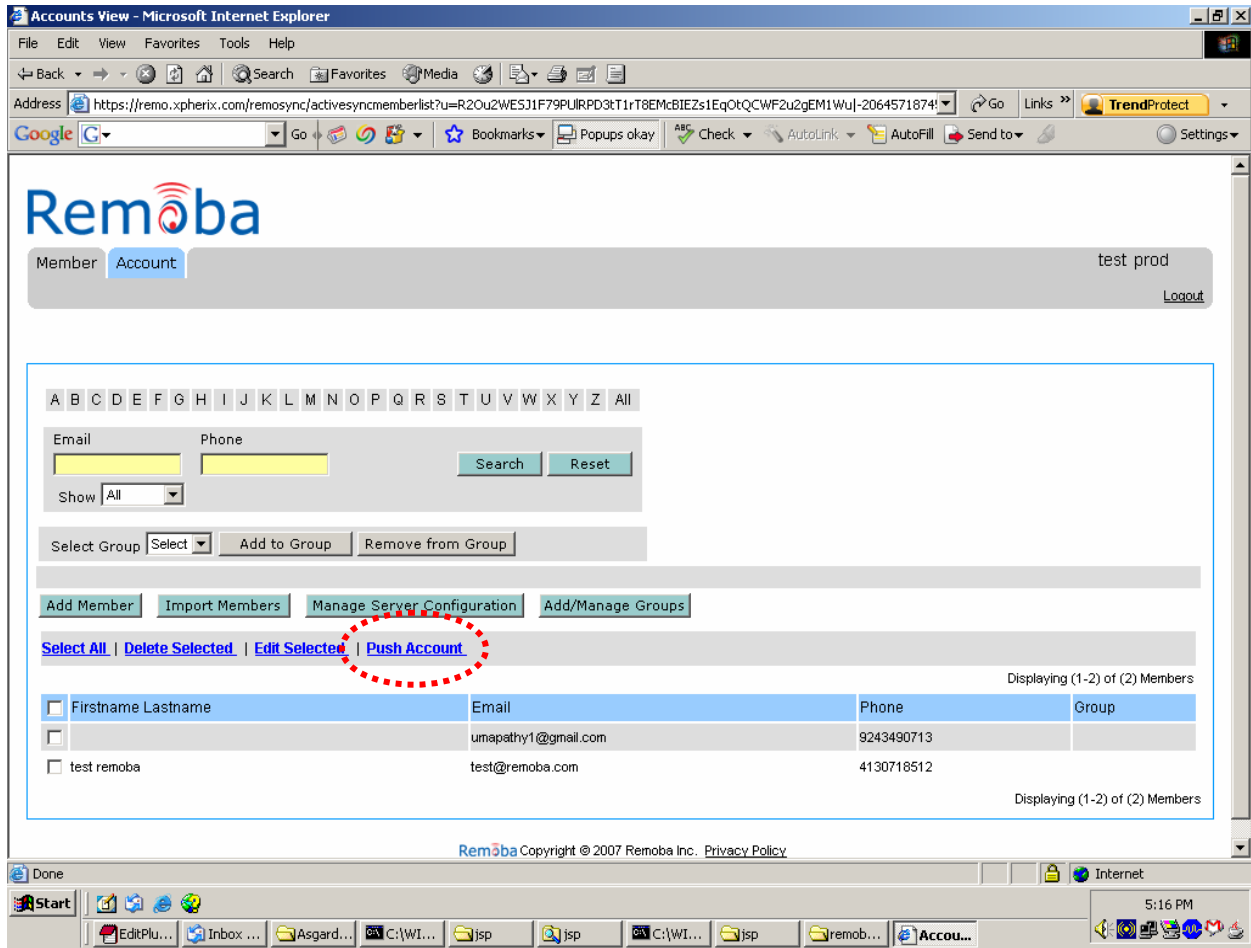 Accounts View - Microsoft Internet Explorer
File Edit View Favorites Tools Help
Back Search Favorites Media
Address https://remo.xpherix.com/remosync/activesyncmemberlist?u= Go Links » TrendProtect
Google G Go Bookmarks Popups okay ABC Check AutoLink AutoFill Send to Settings
Remoba
Member Account test prod
Logout
A B C D E F G H I J K L M N O P Q R S T U V W X Y Z All
Email Phone
Search Reset
Show All
Select Group Select Add to Group Remove from Group
Add Member Import Members Manage Server Configuration Add/Manage Groups
Select All | Delete Selected | Edit Selected | Push Account
Displaying (1-2) of (2) Members
Firstname Lastname Email Phone Group
umapathy1@gmail.com 9243490713
test remoba test@remoba.com 4130718512
Displaying (1-2) of (2) Members
Remoba Copyright © 2007 Remoba Inc. Privacy Policy
Done Internet
Start 5:16 PM
EditPlu... Inbox ... Asgard... C:\WI... jsp jsp C:\WI... jsp remob... Accou...